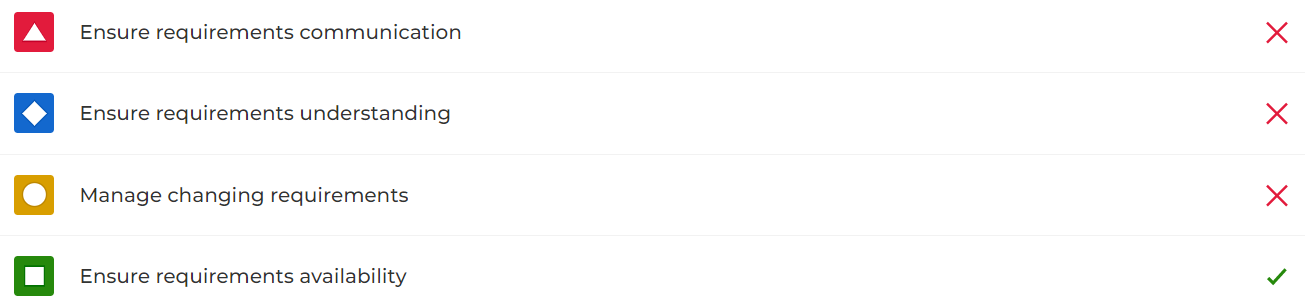 Ensure requirements communication
Ensure requirements understanding
Manage changing requirements
Ensure requirements availability